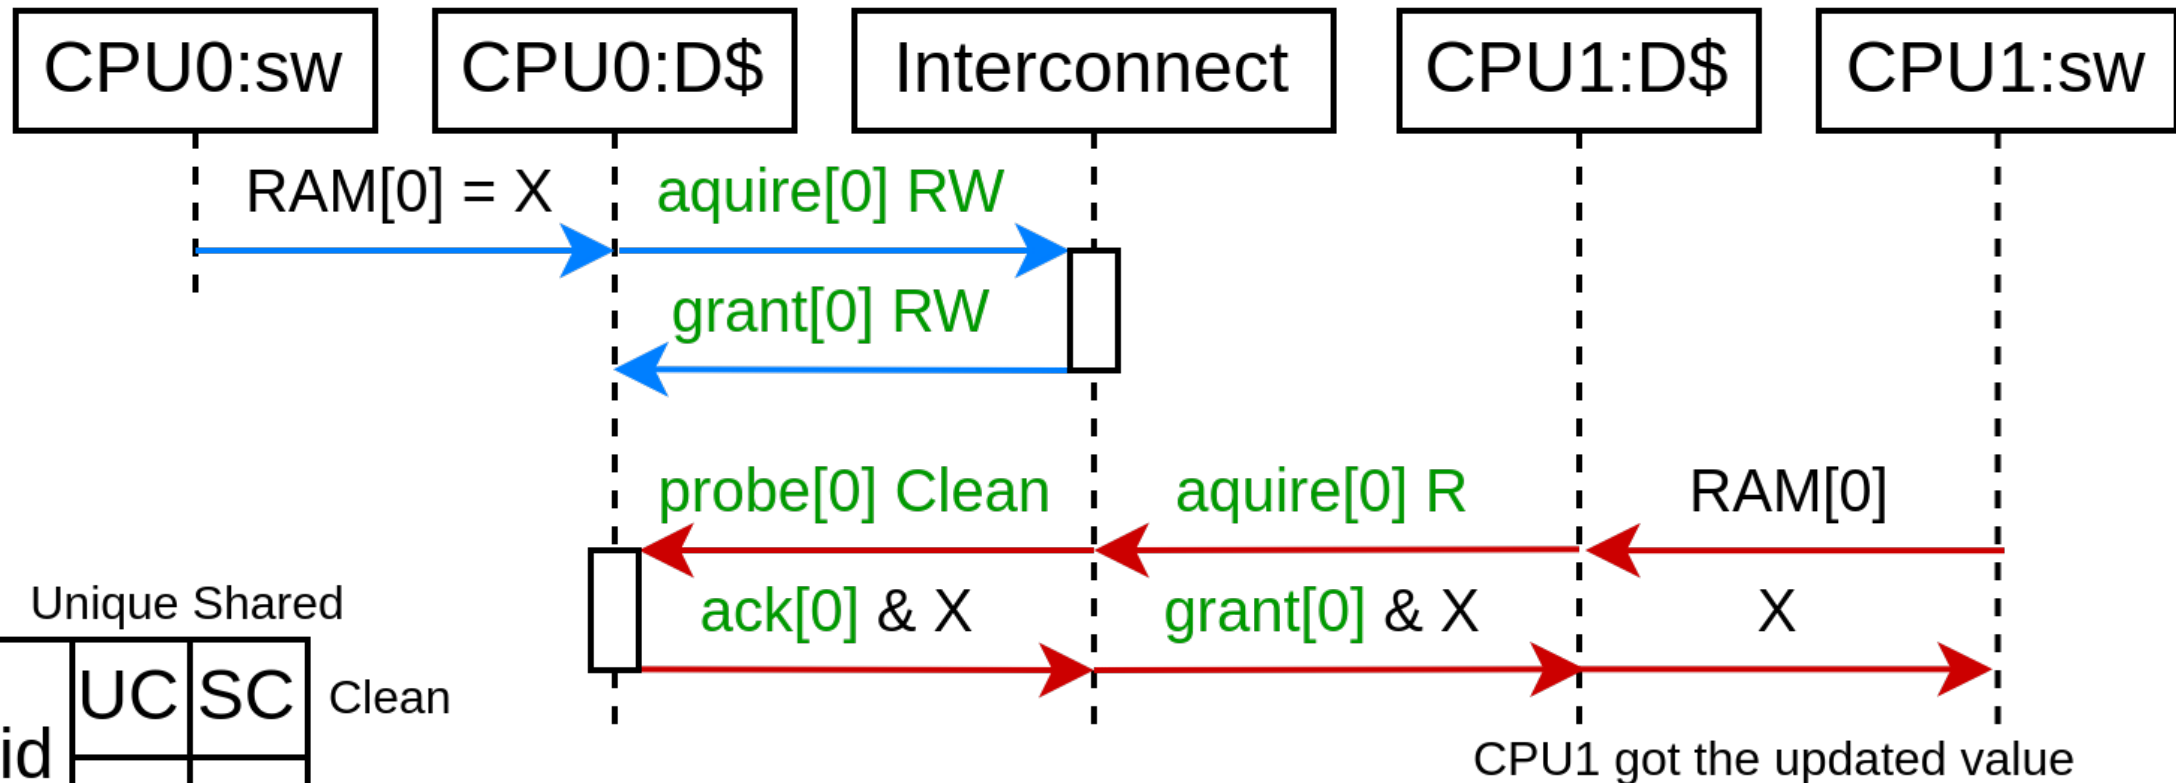 CPU0:sw
CPU0:D$
Interconnect
CPU1:D$
CPU1:sw
RAM[0] = X
aquire[0] RW
grant[0] RW
probe[0] Clean
aquire[0] R
RAM[0]
ack[0] & X
grant[0] & X
X
Unique Shared
UC
SC
Clean
id
CPU1 got the updated value